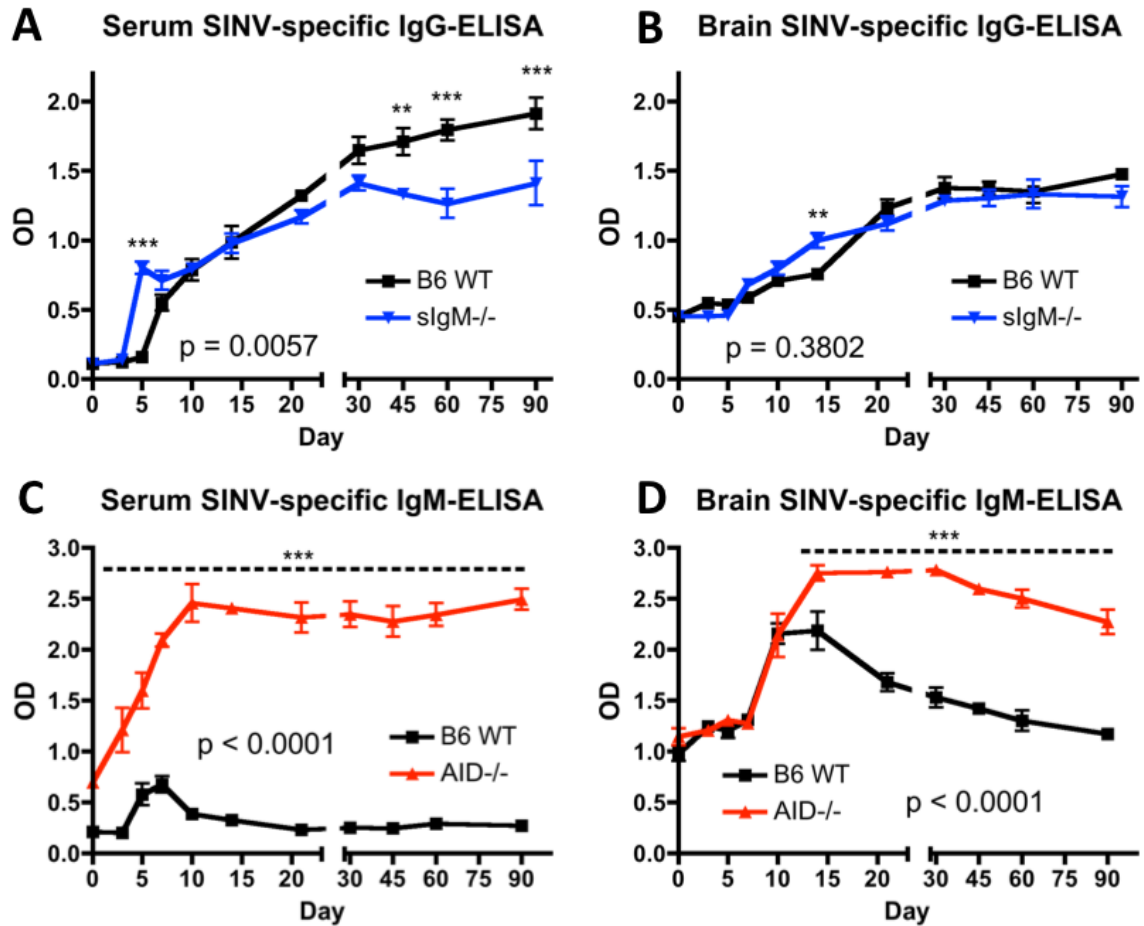 A Serum SINV-specific IgG-ELISA
***
***
**
***
2.0
1.5
1.0
0.5
0.0
OD
B6 WT
sIgM-/-
p = 0.0057
0 5 10 15 20 30 45 60 75 90
Day
B Brain SINV-specific IgG-ELISA
**
2.0
1.5
1.0
0.5
0.0
OD
B6 WT
sIgM-/-
p = 0.3802
0 5 10 15 20 30 45 60 75 90
Day
C Serum SINV-specific IgM-ELISA
***
3.0
2.5
2.0
1.5
1.0
0.5
0.0
OD
p < 0.0001
B6 WT
AID-/-
0 5 10 15 20 30 45 60 75 90
Day
D Brain SINV-specific IgM-ELISA
***
3.0
2.5
2.0
1.5
1.0
0.5
0.0
OD
B6 WT
AID-/-
p < 0.0001
0 5 10 15 20 30 45 60 75 90
Day